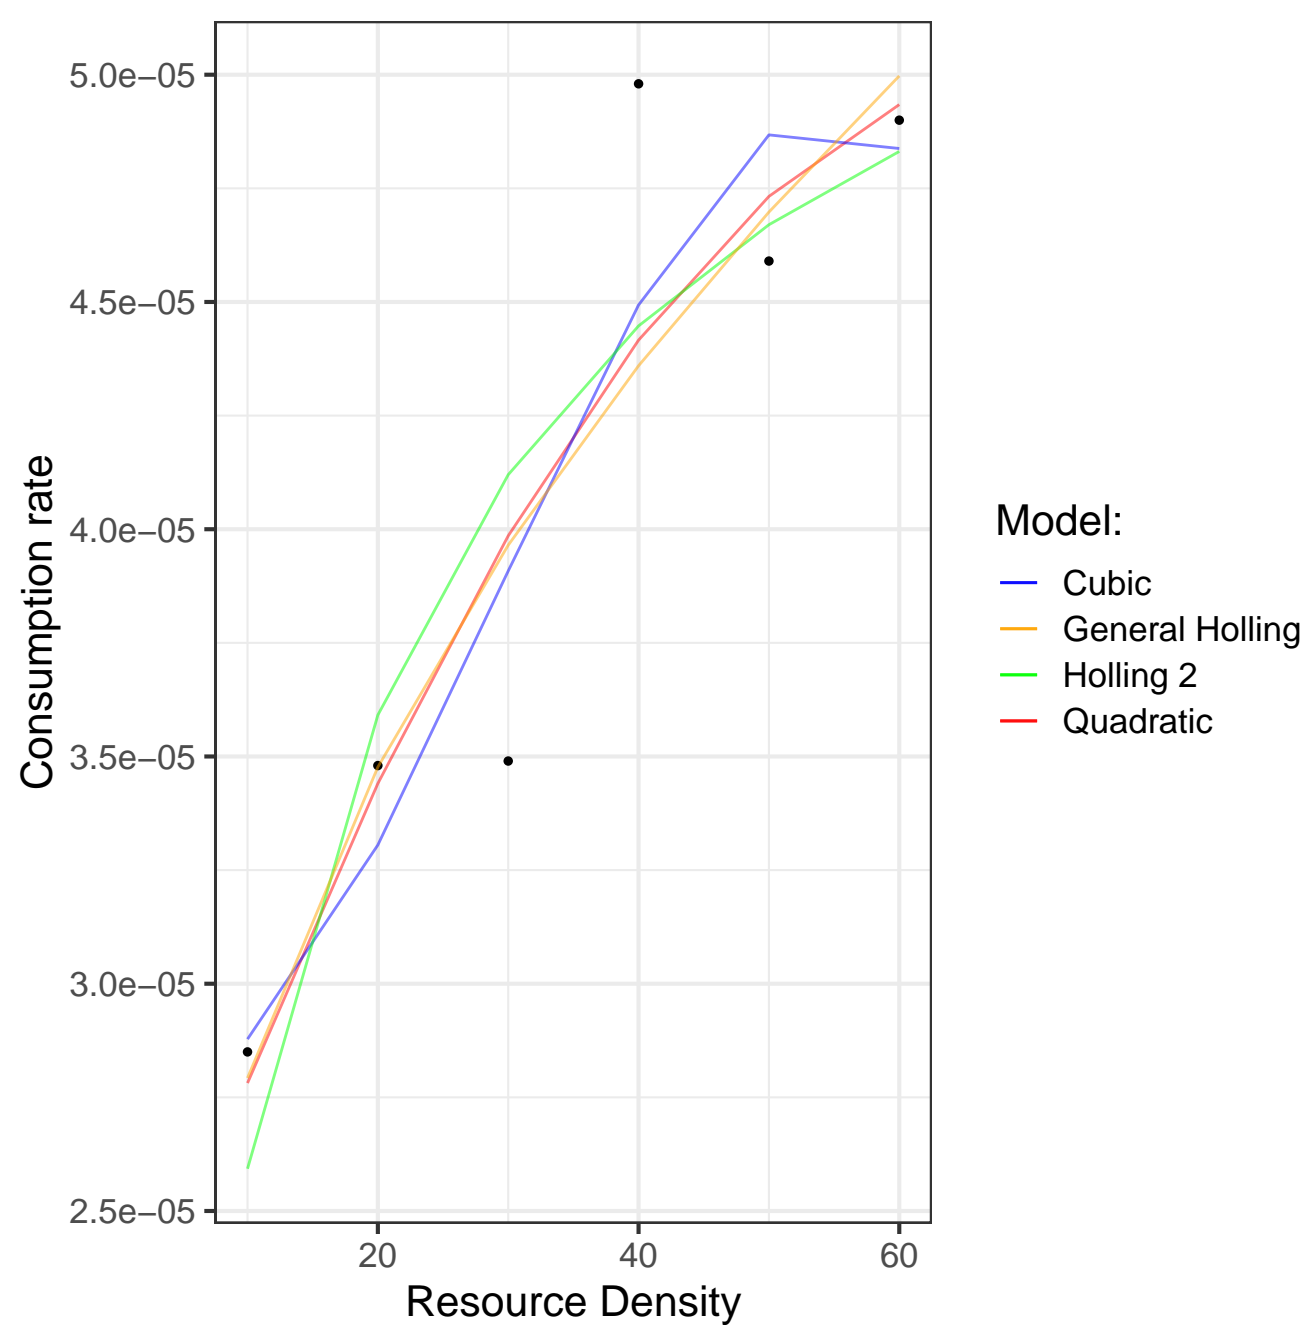 5.0e−05
4.5e−05
4.0e−05
3.5e−05
3.0e−05
2.5e−05
Consumption rate
20 40 60
Resource Density
Model:
Cubic
General Holling
Holling 2
Quadratic